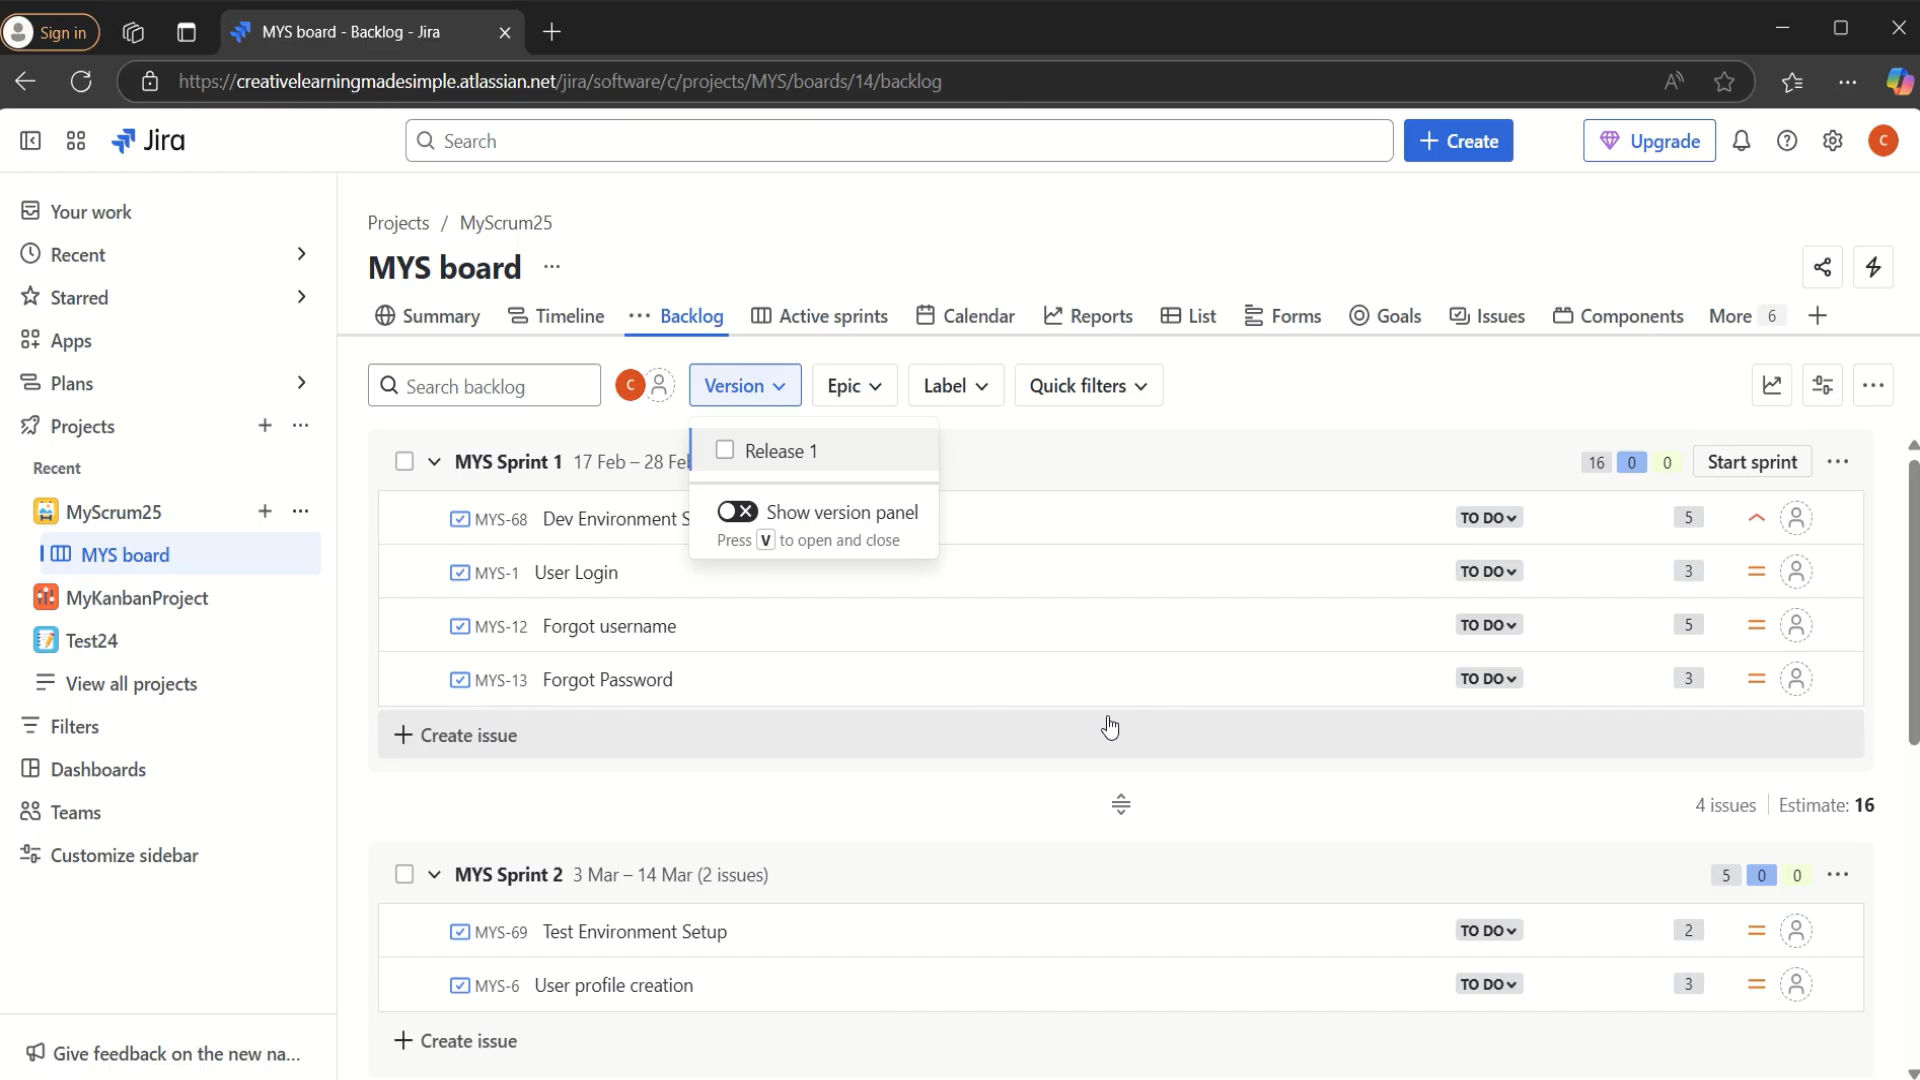 Sign in
MYS board - Backlog - Jira
https://creativelearningmadesimple.atlassian.net/jira/software/c/projects/MYS/boards/14/backlog
Jira
Search
Create
Upgrade
C
Your work
Recent
Starred
Apps
Plans
Projects
Recent
MyScrum25
MYS board
MyKanbanProject
Test24
View all projects
Filters
Dashboards
Teams
Customize sidebar
Give feedback on the new na...
Projects / MyScrum25
MYS board
Summary Timeline Backlog Active sprints Calendar Reports List Forms Goals Issues Components More 6
Search backlog C Version Epic Label Quick filters
Release 1
Show version panel
Press V to open and close
MYS Sprint 1 17 Feb – 28 Fe 16 0 0 Start sprint
MYS-68 Dev Environment S TO DO 5
MYS-1 User Login TO DO 3
MYS-12 Forgot username TO DO 5
MYS-13 Forgot Password TO DO 3
Create issue
4 issues Estimate: 16
MYS Sprint 2 3 Mar – 14 Mar (2 issues) 5 0 0
MYS-69 Test Environment Setup TO DO 2
MYS-6 User profile creation TO DO 3
Create issue